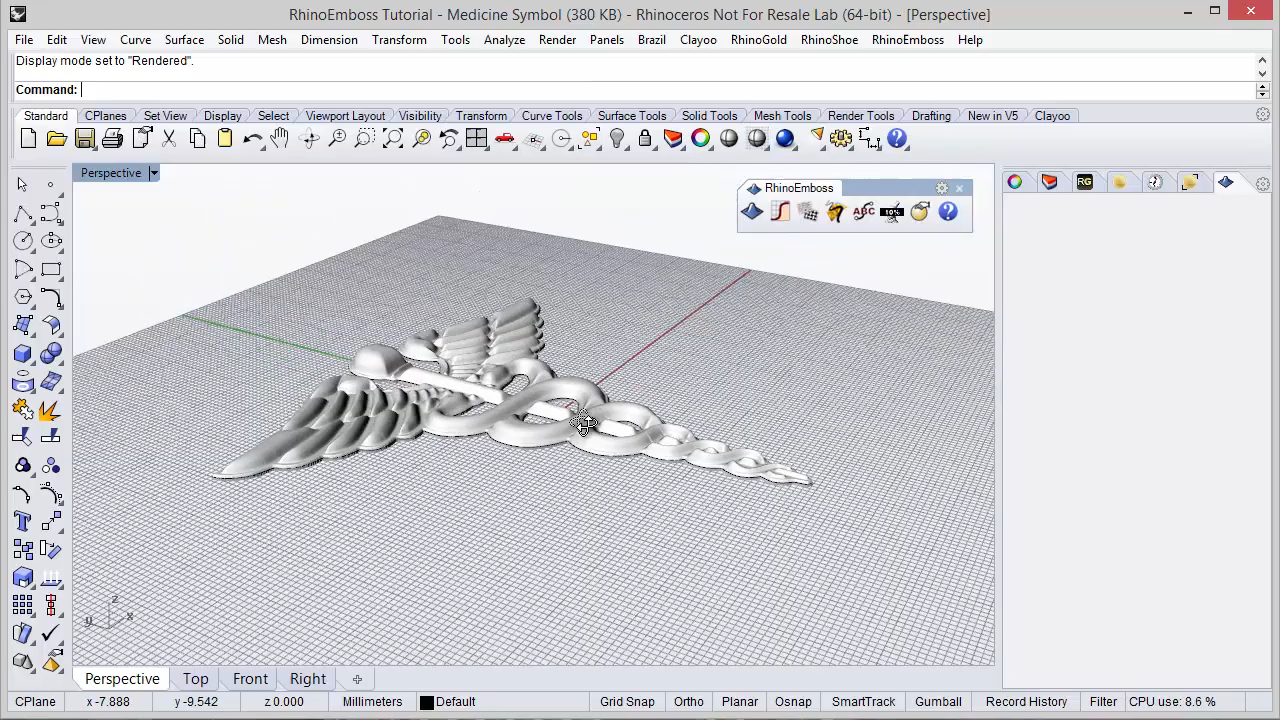 RhinoEmboss Tutorial - Medicine Symbol (380 KB) - Rhinoceros Not For Resale Lab (64-bit) - [Perspective]
File Edit View Curve Surface Solid Mesh Dimension Transform Tools Analyze Render Panels Brazil Clayoo RhinoGold RhinoShoe RhinoEmboss Help
Display mode set to "Rendered".
Command:
Standard CPlanes Set View Display Select Viewport Layout Visibility Transform Curve Tools Surface Tools Solid Tools Mesh Tools Render Tools Drafting New in V5 Clayoo
Perspective
RhinoEmboss
RG
ABC
10%
z
y x
Perspective Top Front Right
CPlane x -7.888 y -9.542 z 0.000 Millimeters Default Grid Snap Ortho Planar Osnap SmartTrack Gumball Record History Filter CPU use: 8.6 %